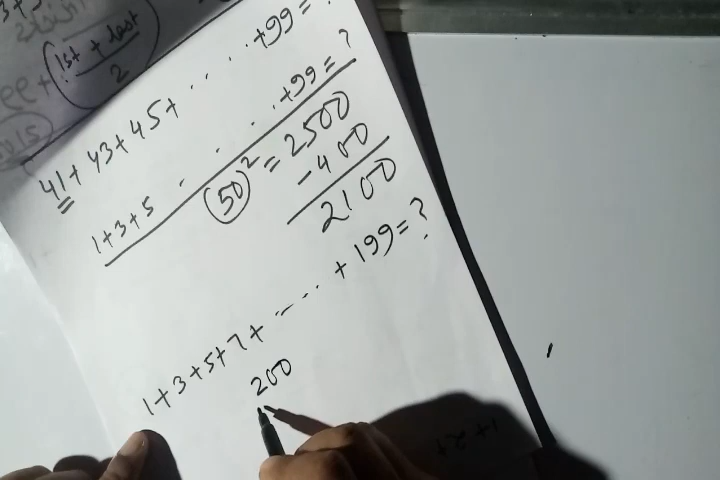 (1st + last / 2)
41+43+45+ ..... +99=?
1+3+5 ..... +99=?
(50)² = 2500
-400
2100
1+3+5+7+ ------ +199=?
200